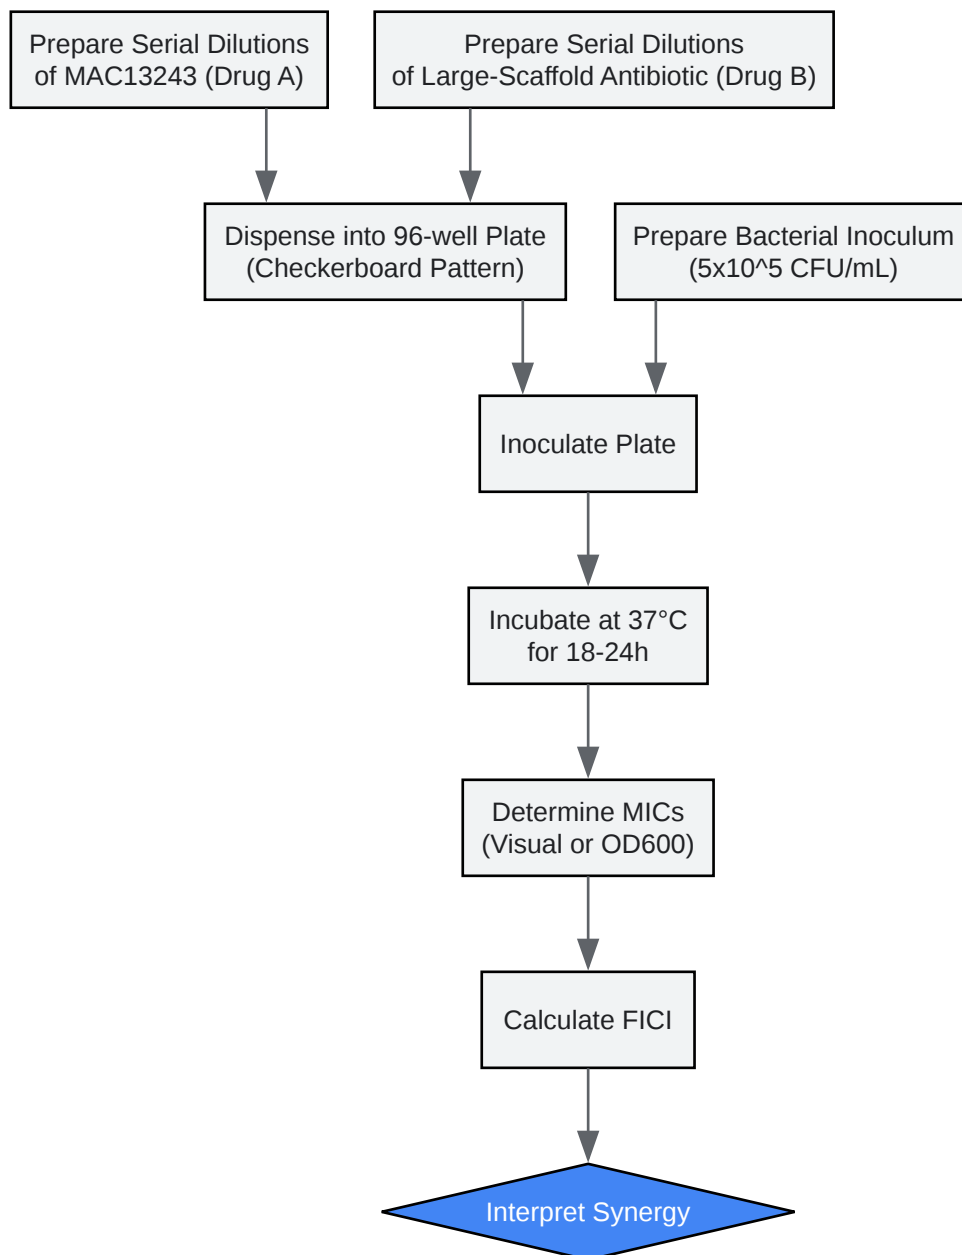 Prepare Serial Dilutions
of MAC13243 (Drug A)
Prepare Serial Dilutions
of Large-Scaffold Antibiotic (Drug B)
Dispense into 96-well Plate
(Checkerboard Pattern)
Prepare Bacterial Inoculum
(5x10^5 CFU/mL)
Inoculate Plate
Incubate at 37°C
for 18-24h
Determine MICs
(Visual or OD600)
Calculate FICI
Interpret Synergy